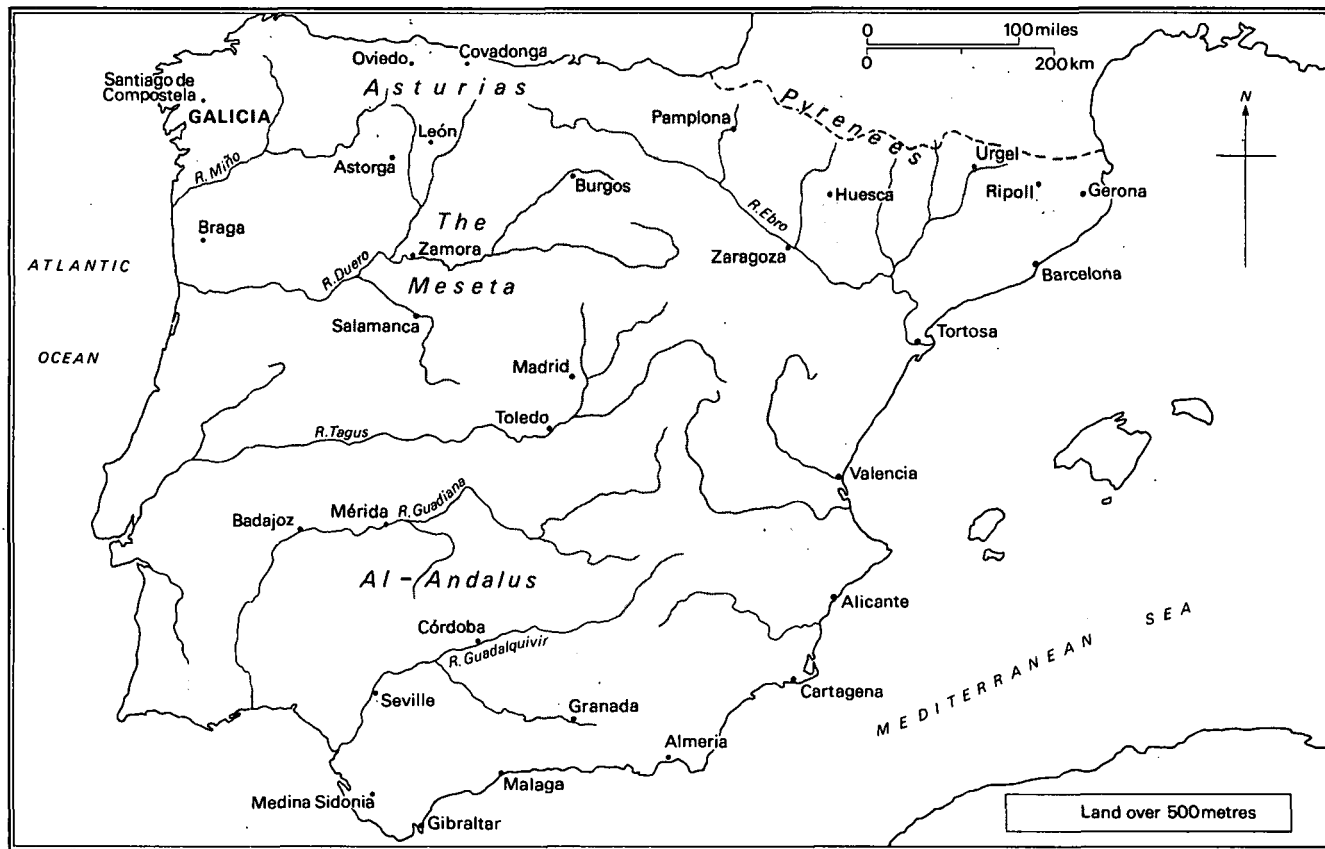 0 100 miles
0 200 km
N
Oviedo
Covadonga
Santiago de
Compostela
GALICIA
Asturias
Pyrenees
Pamplona
León
Astorga
Urgel
R. Miño
Burgos
Huesca
Ripoll
Gerona
Braga
The
R. Ebro
Zamora
Zaragoza
ATLANTIC
R. Duero
Meseta
Barcelona
Salamanca
Tortosa
OCEAN
Madrid
Toledo
R. Tagus
Valencia
Mérida
R. Guadiana
Badajoz
Al-Andalus
Alicante
Córdoba
R. Guadalquivir
MEDITERRANEAN SEA
Seville
Cartagena
Granada
Almeria
Malaga
Medina Sidonia
Gibraltar
Land over 500 metres